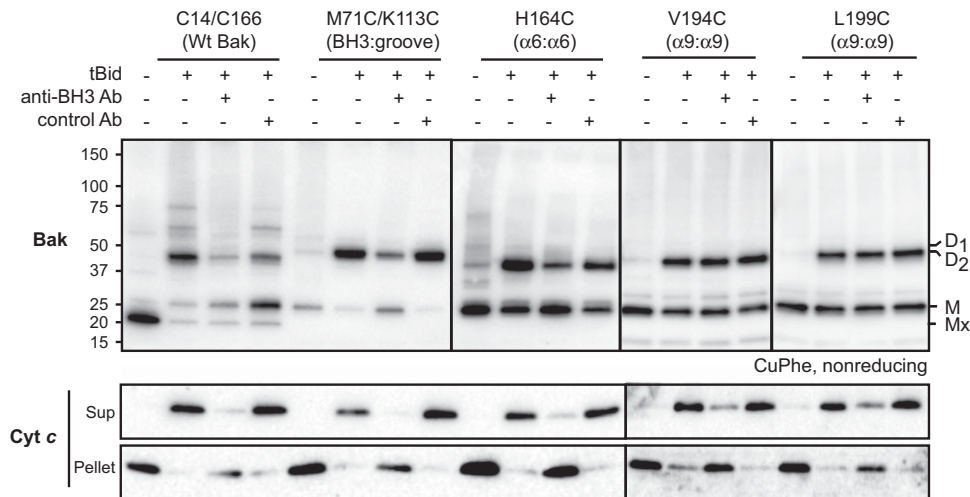 C14/C166 M71C/K113C H164C V194C L199C
(Wt Bak) (BH3:groove) (α6:α6) (α9:α9) (α9:α9)
tBid - + + + - + + + - + + + - + + + - + + +
anti-BH3 Ab - - + - - - + - - - + - - - + - - - + -
control Ab - - - + - - - + - - - + - - - + - - - +
150
100
75
Bak 50 D1
D2
37
25 M
20 Mx
15
CuPhe, nonreducing
Sup
Cyt c
Pellet